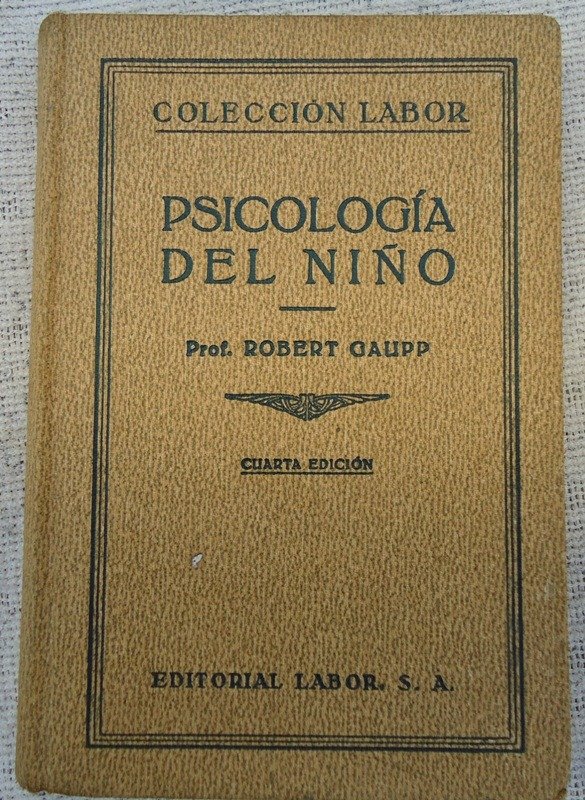 COLECCIÓN LABOR
PSICOLOGÍA
DEL NIÑO
Prof. ROBERT GAUPP
CUARTA EDICIÓN
EDITORIAL LABOR. S. A.